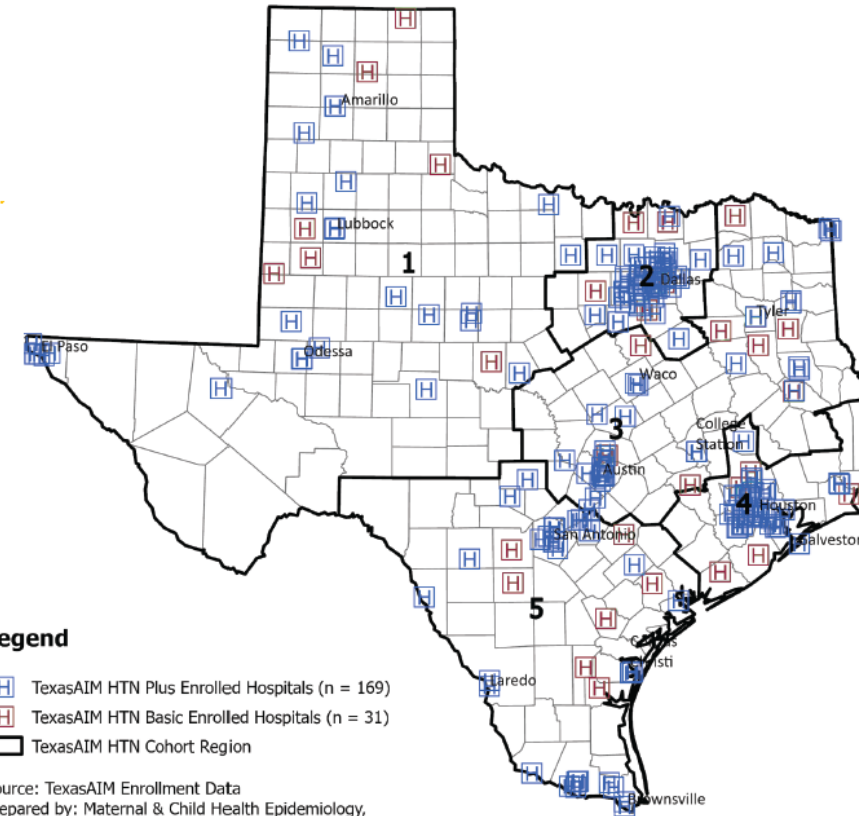 Amarillo
Lubbock
1
2
Dallas
Tyler
El Paso
Odessa
Waco
College
Station
3
Austin
4
Houston
San Antonio
Galveston
5
Corpus
Christi
Laredo
Brownsville
egend
H TexasAIM HTN Plus Enrolled Hospitals (n = 169)
H TexasAIM HTN Basic Enrolled Hospitals (n = 31)
TexasAIM HTN Cohort Region
ource: TexasAIM Enrollment Data
epared by: Maternal & Child Health Epidemiology,